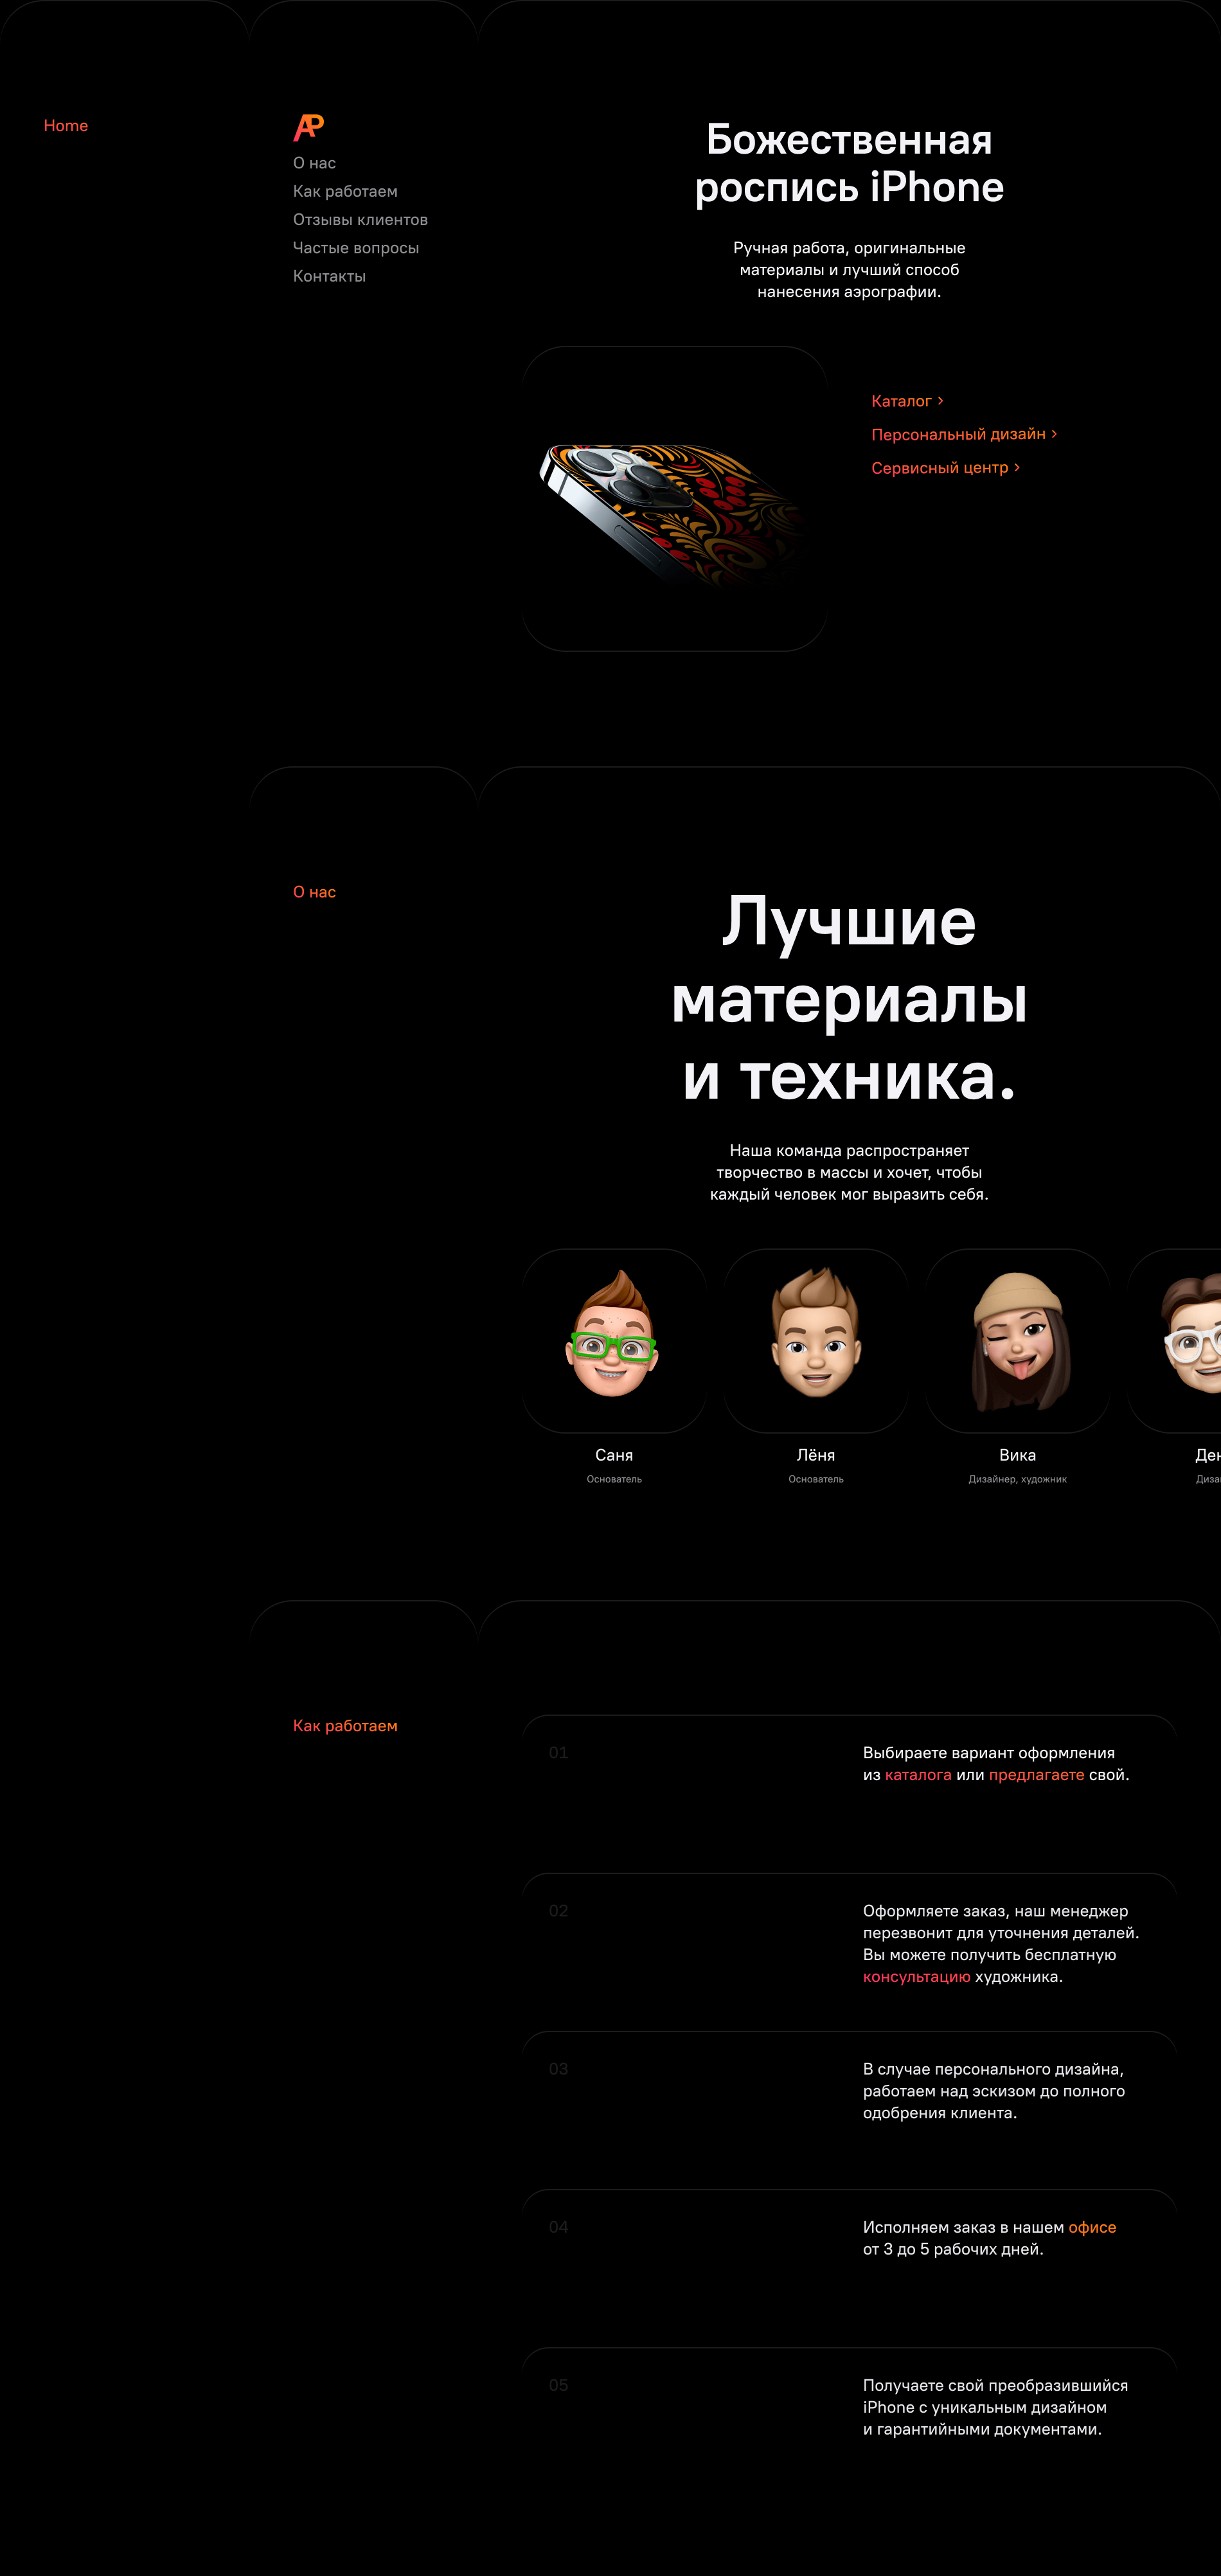 Home
AP
О нас
Как работаем
Отзывы клиентов
Частые вопросы
Контакты
Божественная
роспись iPhone
Ручная работа, оригинальные
материалы и лучший способ
нанесения аэрографии.
Каталог ›
Персональный дизайн ›
Сервисный центр ›
О нас
Лучшие
материалы
и техника.
Наша команда распространяет
творчество в массы и хочет, чтобы
каждый человек мог выразить себя.
Саня
Основатель
Лёня
Основатель
Вика
Дизайнер, художник
Как работаем
01
Выбираете вариант оформления
из каталога или предлагаете свой.
02
Оформляете заказ, наш менеджер
перезвонит для уточнения деталей.
Вы можете получить бесплатную
консультацию художника.
03
В случае персонального дизайна,
работаем над эскизом до полного
одобрения клиента.
04
Исполняем заказ в нашем офисе
от 3 до 5 рабочих дней.
05
Получаете свой преобразившийся
iPhone с уникальным дизайном
и гарантийными документами.